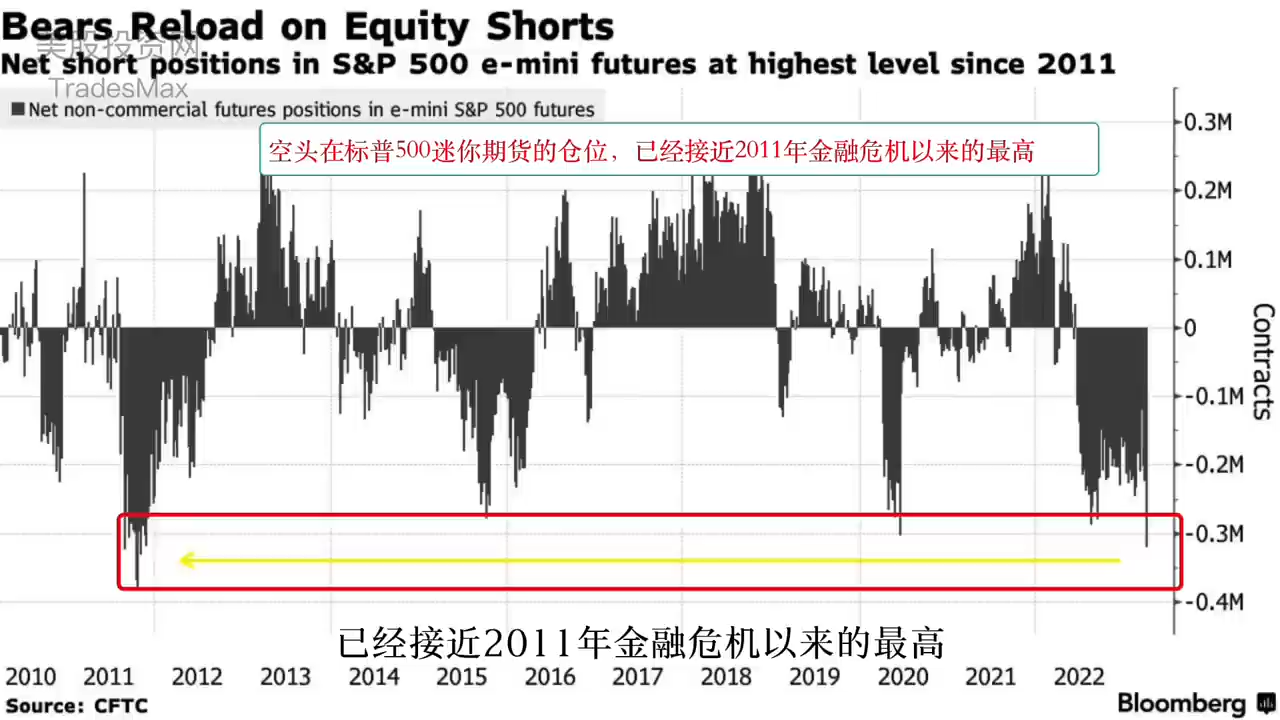 Bears Reload on Equity Shorts
美股投资网
Net short positions in S&P 500 e-mini futures at highest level since 2011
TradesMax
Net non-commercial futures positions in e-mini S&P 500 futures
空头在标普500迷你期货的仓位，已经接近2011年金融危机以来的最高
0.3M
0.2M
0.1M
0
-0.1M
-0.2M
-0.3M
-0.4M
Contracts
已经接近2011年金融危机以来的最高
2010 2011 2012 2013 2014 2015 2016 2017 2018 2019 2020 2021 2022
Source: CFTC
Bloomberg